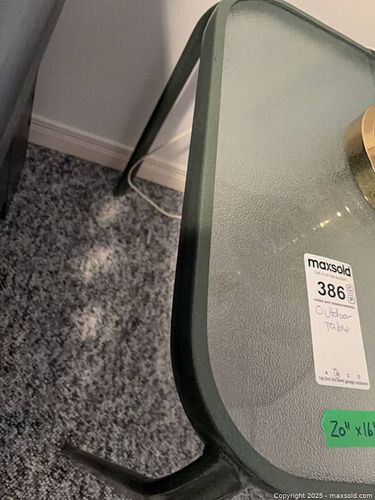 maxsold
386
outdoor
Table
A B C D
20" x 16"
Copyright 2025 - maxsold.com